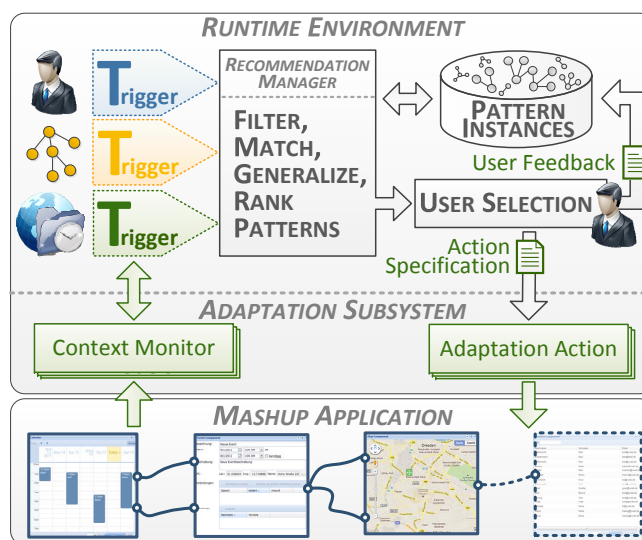 RUNTIME ENVIRONMENT
Trigger
Trigger
Trigger
RECOMMENDATION
MANAGER
FILTER,
MATCH,
GENERALIZE,
RANK
PATTERNS
PATTERN
INSTANCES
User Feedback
USER SELECTION
Action
Specification
ADAPTATION SUBSYSTEM
Context Monitor
Adaptation Action
MASHUP APPLICATION
Dresden